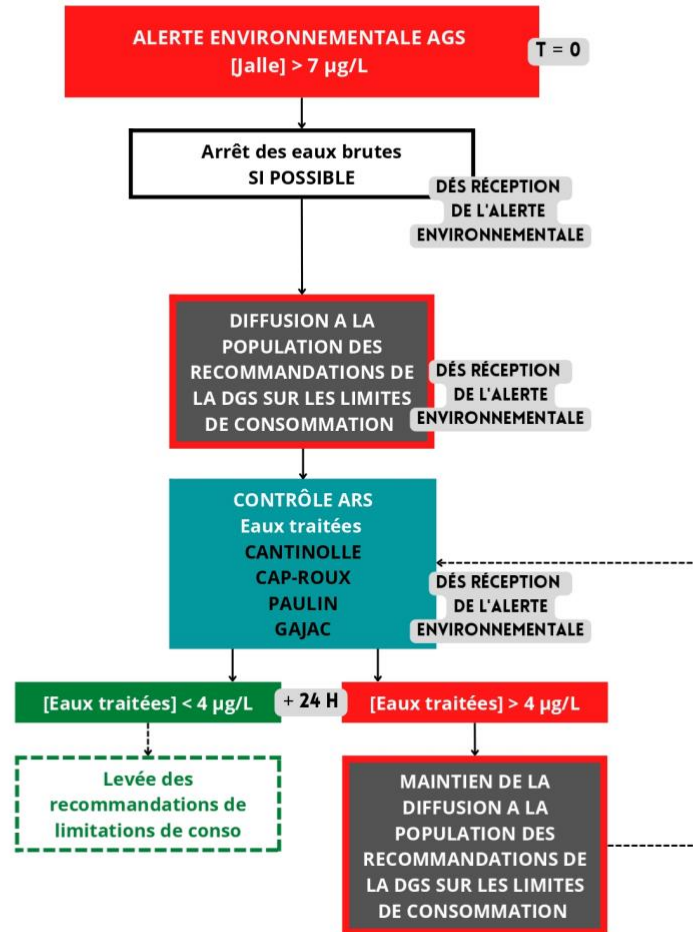 ALERTE ENVIRONNEMENTALE AGS
[Jalle] > 7 µg/L
T = 0
Arrêt des eaux brutes
SI POSSIBLE
DÉS RÉCEPTION
DE L'ALERTE
ENVIRONNEMENTALE
DIFFUSION A LA
POPULATION DES
RECOMMANDATIONS DE
LA DGS SUR LES LIMITES
DE CONSOMMATION
DÉS RÉCEPTION
DE L'ALERTE
ENVIRONNEMENTALE
CONTRÔLE ARS
Eaux traitées
CANTINOLLE
CAP-ROUX
PAULIN
GAJAC
DÉS RÉCEPTION
DE L'ALERTE
ENVIRONNEMENTALE
[Eaux traitées] < 4 µg/L
+ 24 H
[Eaux traitées] > 4 µg/L
Levée des
recommandations de
limitations de conso
MAINTIEN DE LA
DIFFUSION A LA
POPULATION DES
RECOMMANDATIONS DE
LA DGS SUR LES LIMITES
DE CONSOMMATION